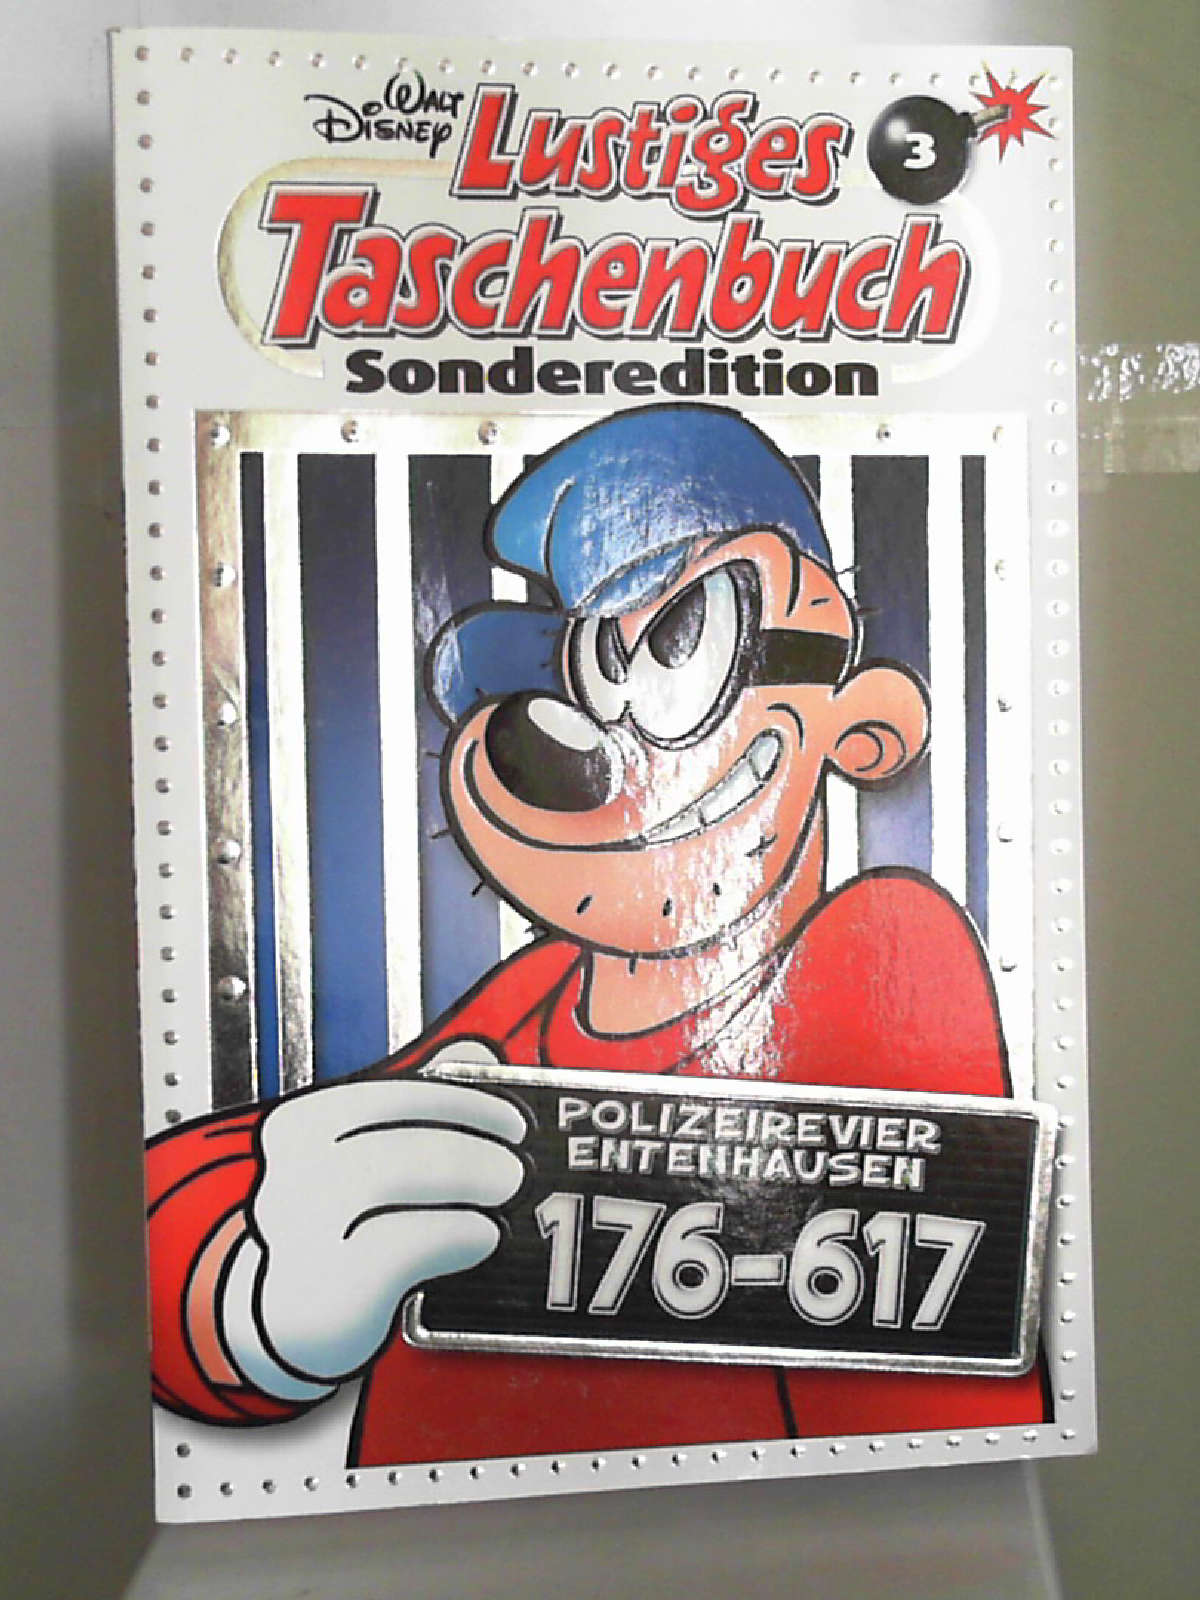 Walt Disney
Lustiges
3
Taschenbuch
Sonderedition
POLIZEIREVIER
ENTENHAUSEN
176-617